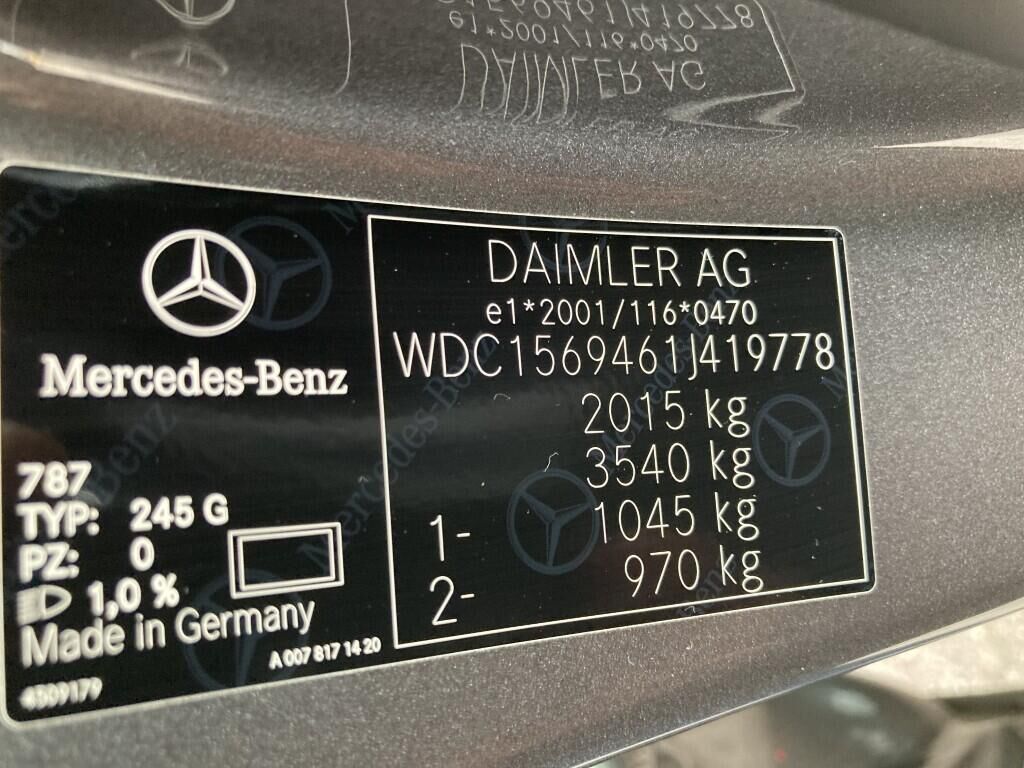 Mercedes-Benz
787
TYP: 245 G
PZ: 0
1,0 %
Made in Germany
A 007 817 14 20
4509179
DAIMLER AG
e1*2001/116*0470
WDC1569461J419778
2015 kg
3540 kg
1- 1045 kg
2- 970 kg